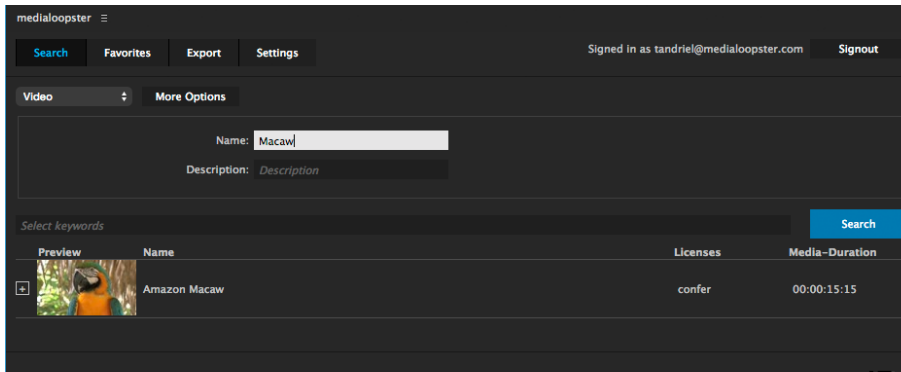 medialoopster
Search Favorites Export Settings Signed in as tandriel@medialoopster.com Signout
Video More Options
Name: Macaw
Description: Description
Select keywords Search
Preview Name Licenses Media-Duration
Amazon Macaw confer 00:00:15:15